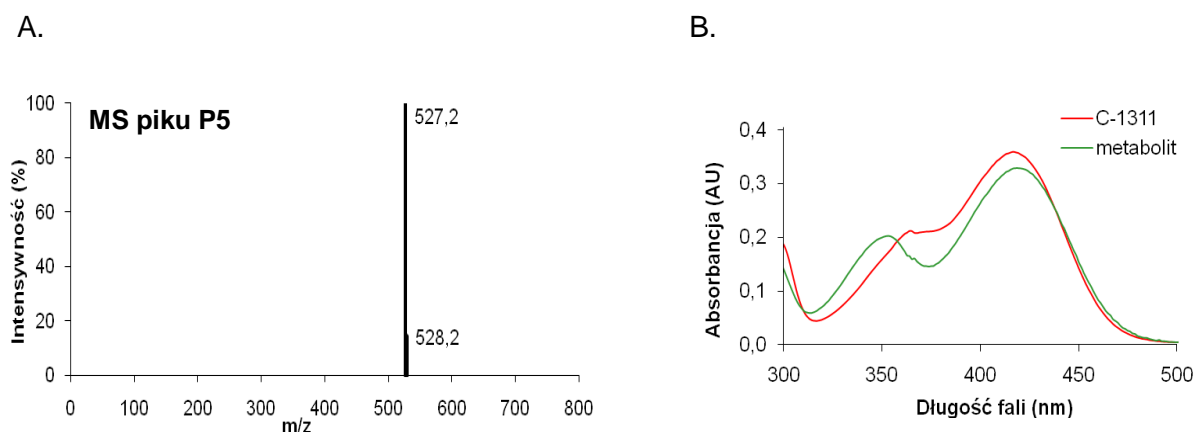 A.
MS piku P5
Intensywność (%)
100
80
60
40
20
0
527,2
528,2
0 100 200 300 400 500 600 700 800
m/z
B.
C-1311
metabolit
Absorbancja (AU)
0,4
0,3
0,2
0,1
0,0
300 350 400 450 500
Długość fali (nm)